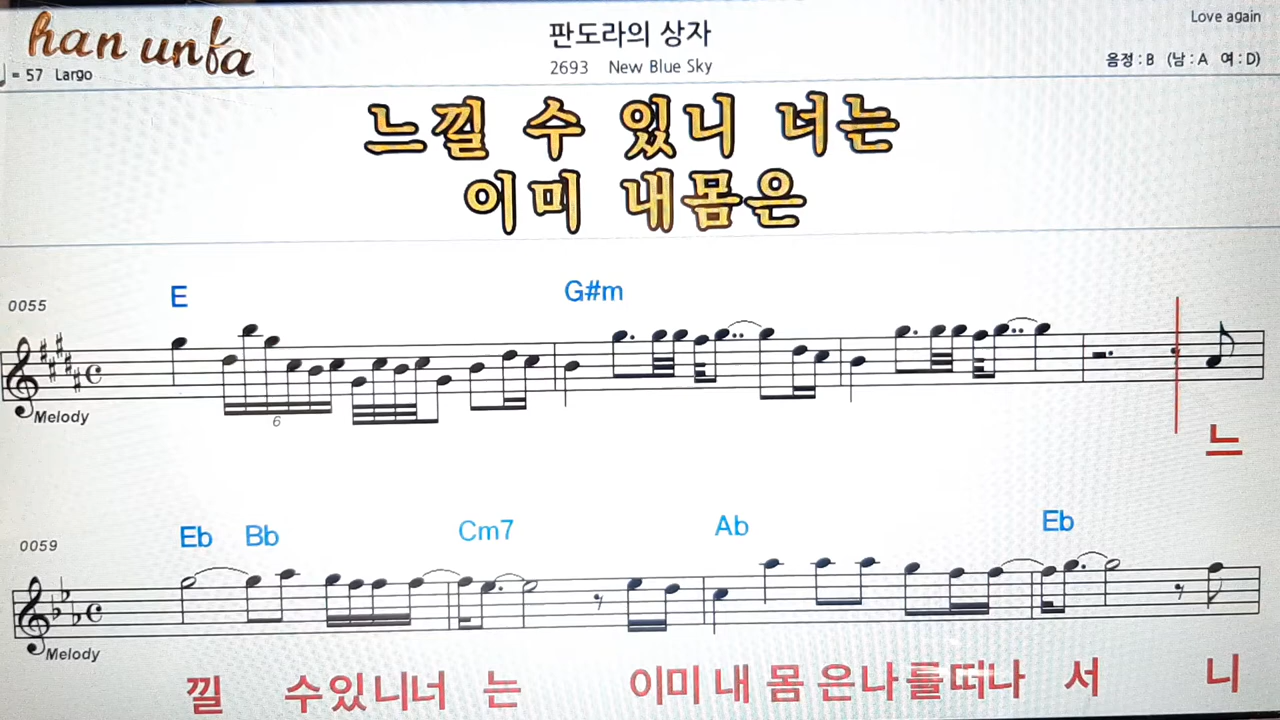 han unfa
판도라의 상자
Love again
= 57 Largo
2693 New Blue Sky
음정 : B (남 : A 여 : D)
느낄 수 있니 너는
이미 내몸은
0055
E G#m
6
Melody
느
0059
Eb Bb Cm7 Ab Eb
Melody
낄 수있니너 는 이미 내 몸 은나 를떠나 서 니